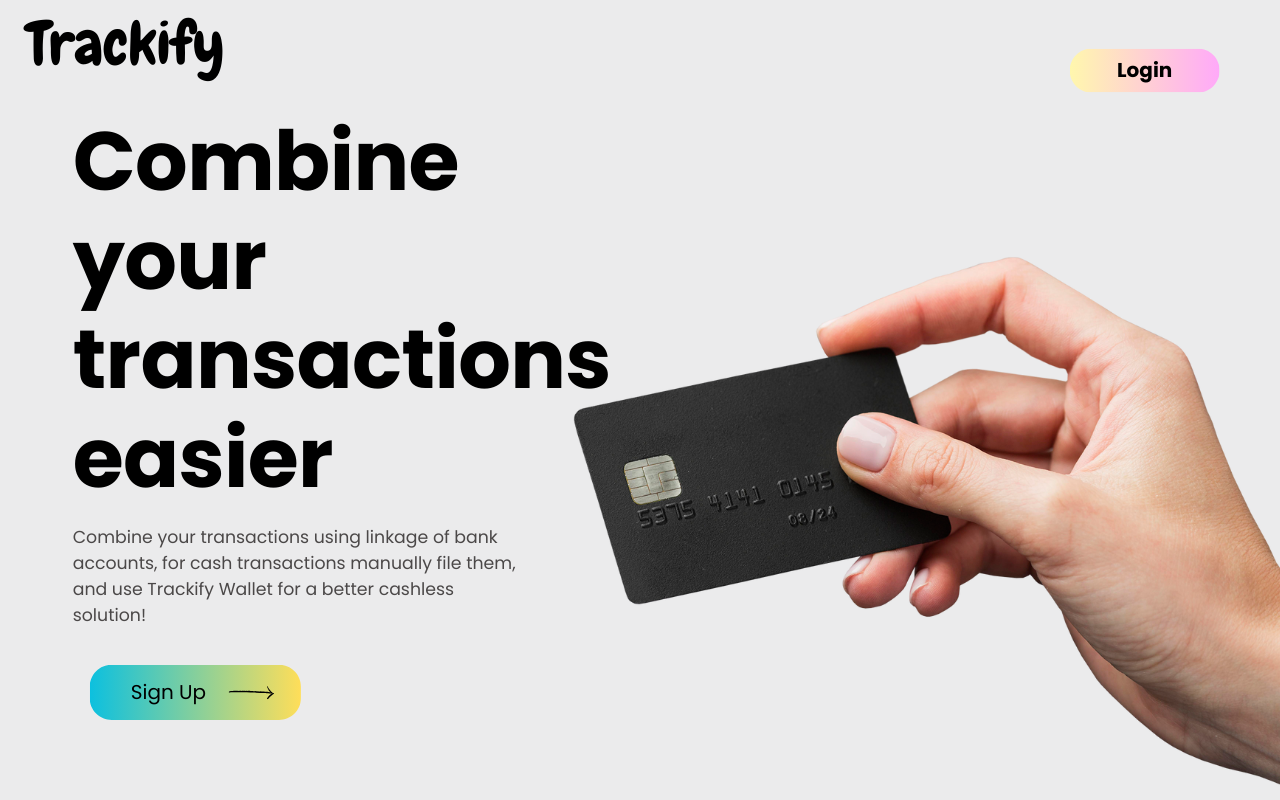 Trackify
Login
Combine
your
transactions
easier
Combine your transactions using linkage of bank
accounts, for cash transactions manually file them,
and use Trackify Wallet for a better cashless
solution!
Sign Up
5375 4141 0145
08/24